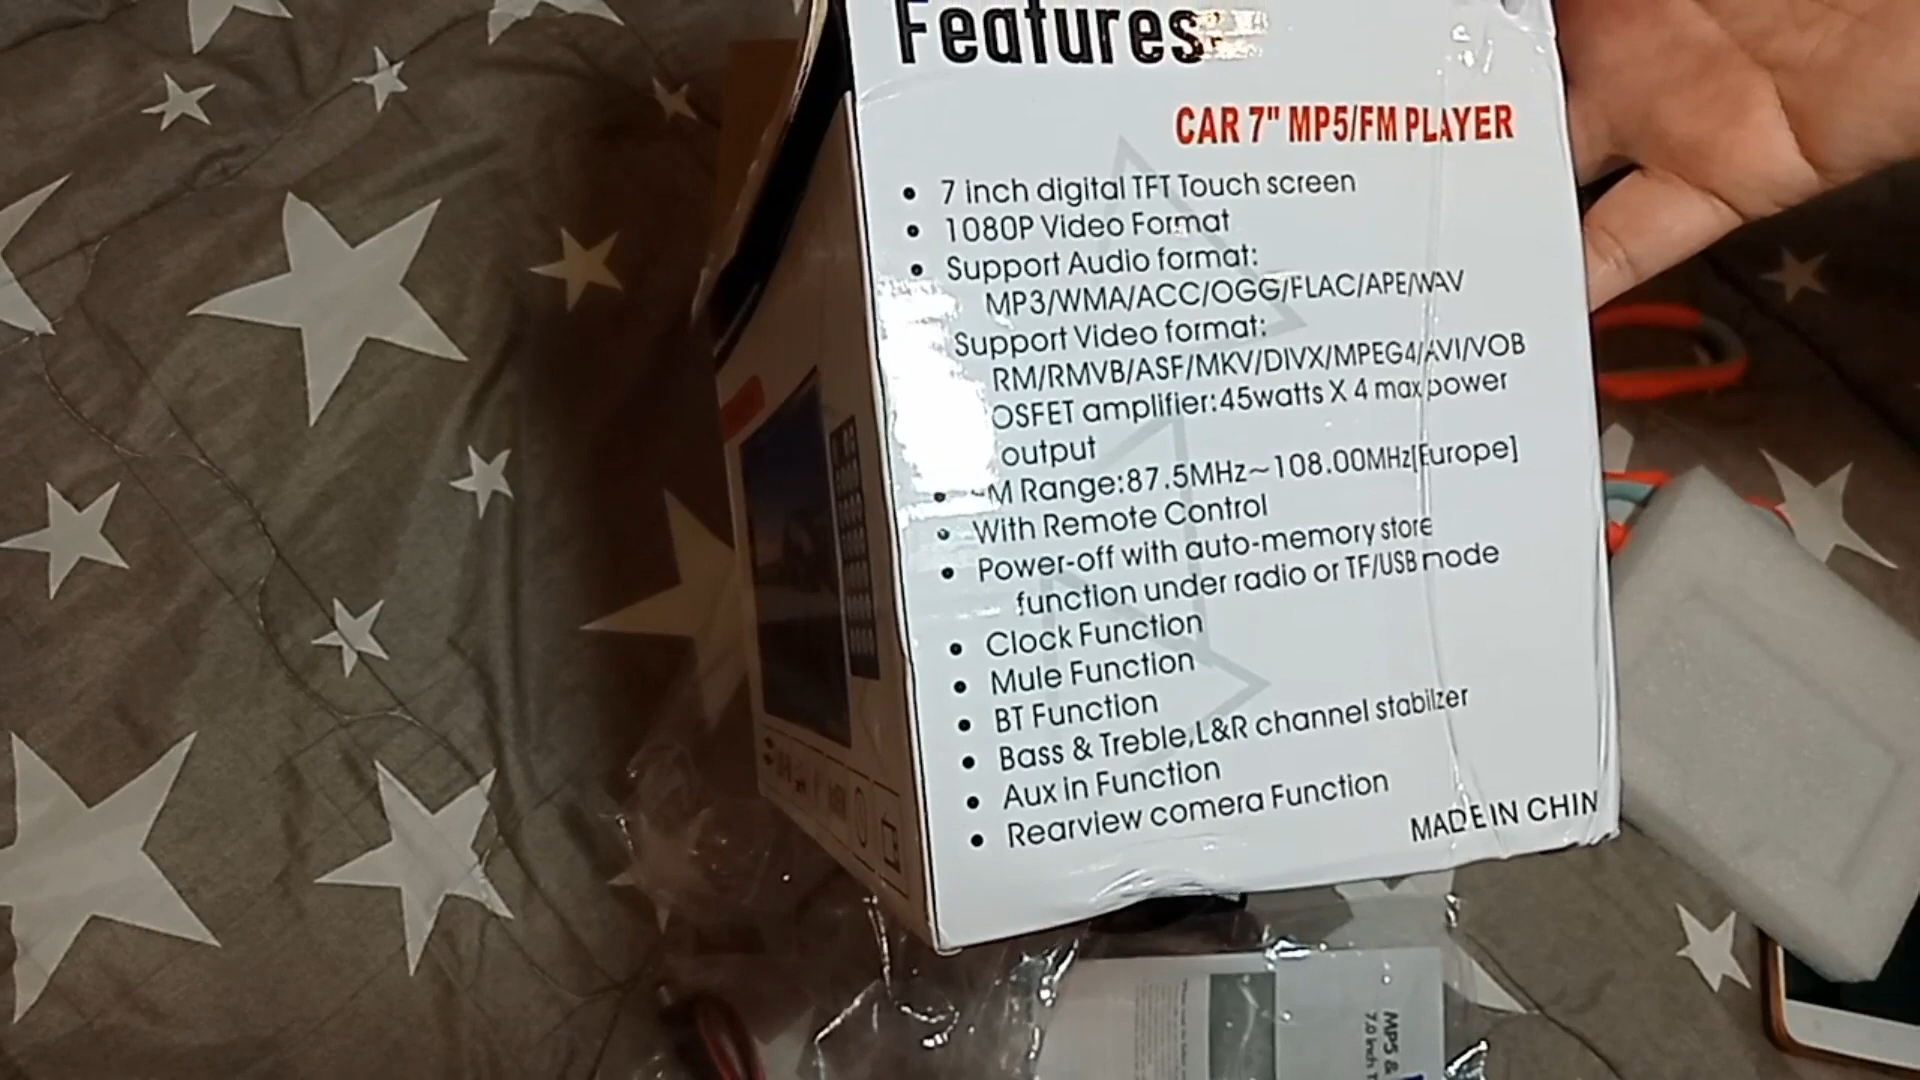 Features:
CAR 7" MP5/FM PLAYER
• 7 inch digital TFT Touch screen
• 1080P Video Format
• Support Audio format:
MP3/WMA/ACC/OGG/FLAC/APE/WAV
Support Video format:
RM/RMVB/ASF/MKV/DIVX/MPEG4/AVI/VOB
OSFET amplifier:45watts X 4 max power
output
• M Range:87.5MHz~108.00MHz[Europe]
• With Remote Control
• Power-off with auto-memory store
function under radio or TF/USB mode
• Clock Function
• Mule Function
• BT Function
• Bass & Treble,L&R channel stabilzer
• Aux in Function
• Rearview comera Function
MADE IN CHIN
MP5 &
7.0 inch T